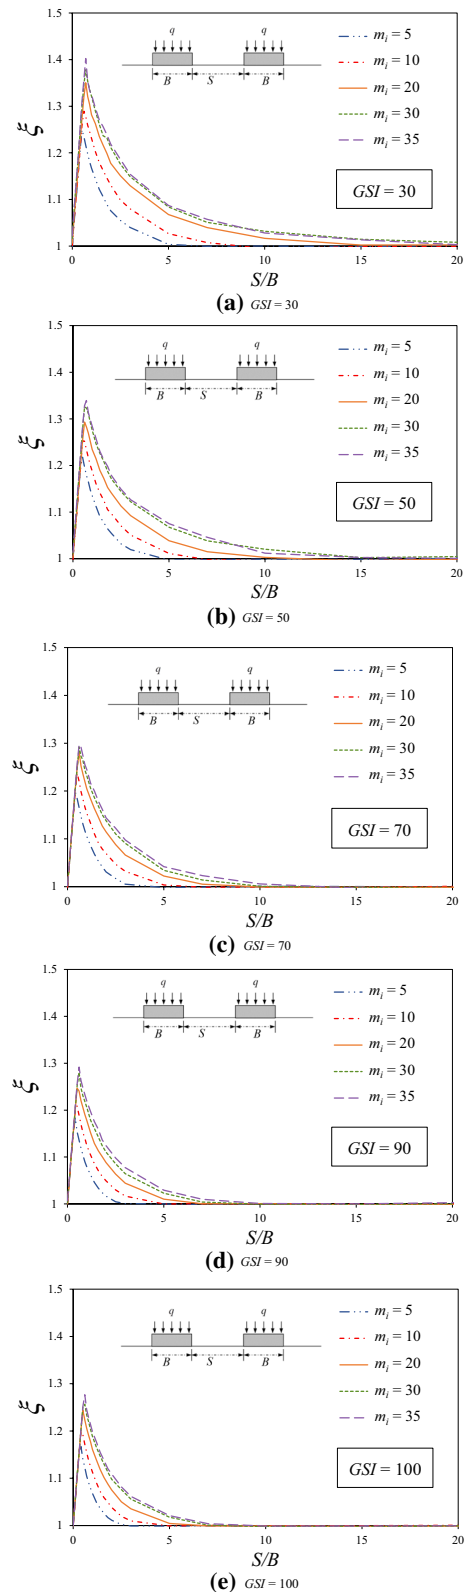 1.5
1.4
1.3
1.2
1.1
1
ξ
0
5
10
15
20
S/B
q
q
B
S
B
m_i = 5
m_i = 10
m_i = 20
m_i = 30
m_i = 35
GSI = 30
(a) GSI = 30
1.5
1.4
1.3
1.2
1.1
1
ξ
0
5
10
15
20
S/B
q
q
B
S
B
m_i = 5
m_i = 10
m_i = 20
m_i = 30
m_i = 35
GSI = 50
(b) GSI = 50
1.5
1.4
1.3
1.2
1.1
1
ξ
0
5
10
15
20
S/B
q
q
B
S
B
m_i = 5
m_i = 10
m_i = 20
m_i = 30
m_i = 35
GSI = 70
(c) GSI = 70
1.5
1.4
1.3
1.2
1.1
1
ξ
0
5
10
15
20
S/B
q
q
B
S
B
m_i = 5
m_i = 10
m_i = 20
m_i = 30
m_i = 35
GSI = 90
(d) GSI = 90
1.5
1.4
1.3
1.2
1.1
1
ξ
0
5
10
15
20
S/B
q
q
B
S
B
m_i = 5
m_i = 10
m_i = 20
m_i = 30
m_i = 35
GSI = 100
(e) GSI = 100